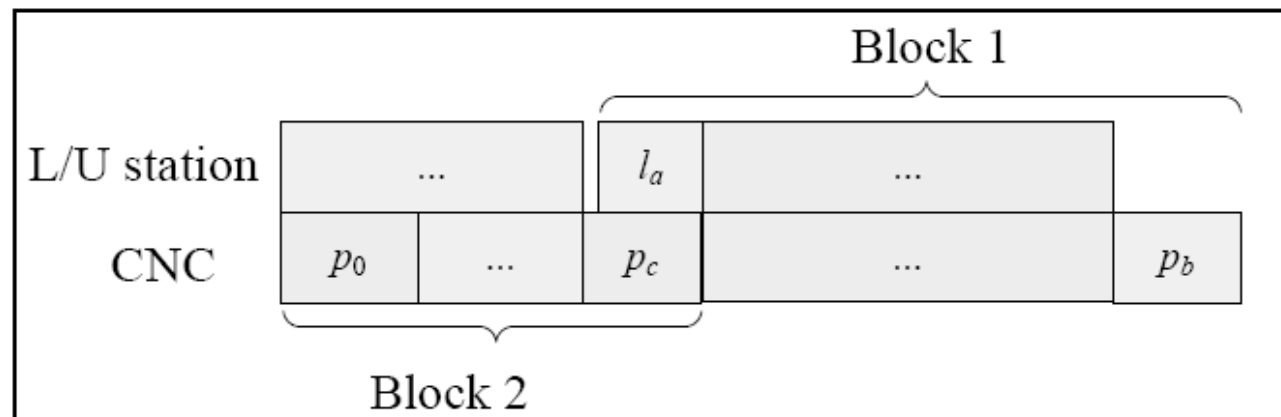 Block 1
L/U station ... l_a ...
CNC p_0 ... p_c ... p_b
Block 2